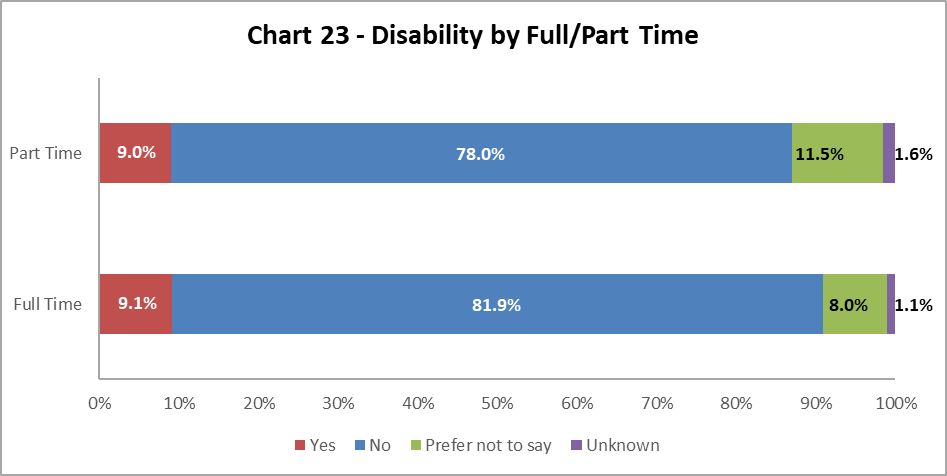 Chart 23 - Disability by Full/Part Time
Part Time 9.0% 78.0% 11.5% 1.6%
Full Time 9.1% 81.9% 8.0% 1.1%
0% 10% 20% 30% 40% 50% 60% 70% 80% 90% 100%
Yes No Prefer not to say Unknown